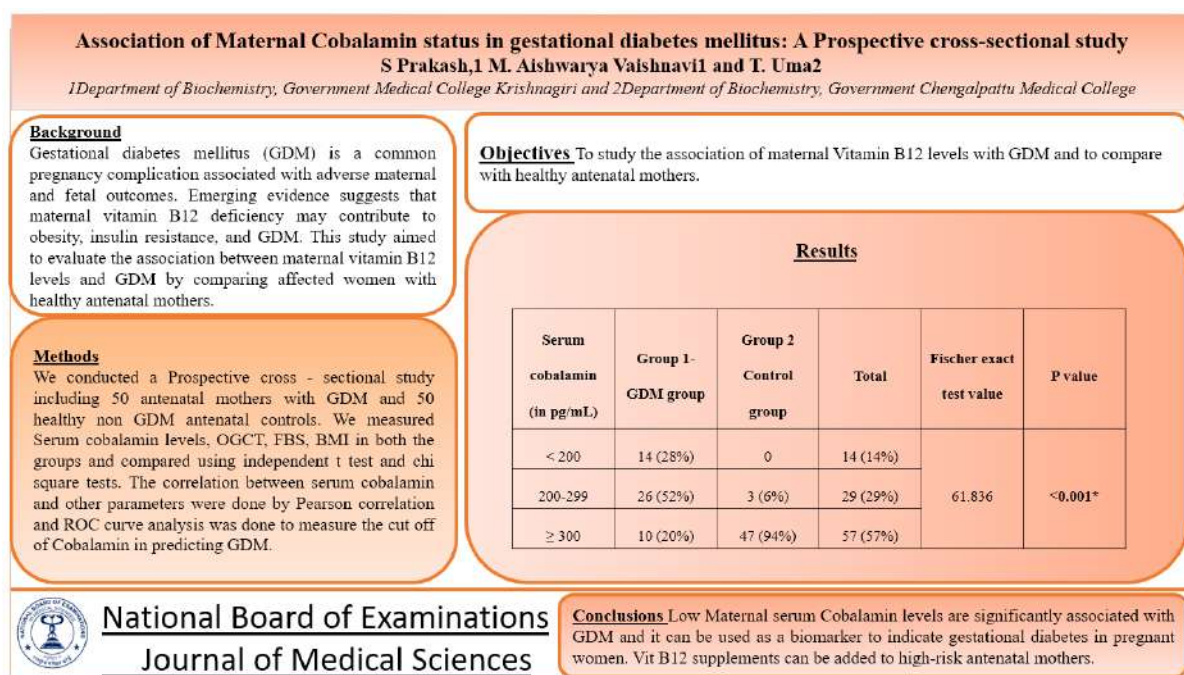 Association of Maternal Cobalamin status in gestational diabetes mellitus: A Prospective cross-sectional study
S Prakash,1 M. Aishwarya Vaishnavi1 and T. Uma2
1Department of Biochemistry, Government Medical College Krishnagiri and 2Department of Biochemistry, Government Chengalpattu Medical College
Background
Gestational diabetes mellitus (GDM) is a common
pregnancy complication associated with adverse maternal
and fetal outcomes. Emerging evidence suggests that
maternal vitamin B12 deficiency may contribute to
obesity, insulin resistance, and GDM. This study aimed
to evaluate the association between maternal vitamin B12
levels and GDM by comparing affected women with
healthy antenatal mothers.
Methods
We conducted a Prospective cross - sectional study
including 50 antenatal mothers with GDM and 50
healthy non GDM antenatal controls. We measured
Serum cobalamin levels, OGCT, FBS, BMI in both the
groups and compared using independent t test and chi
square tests. The correlation between serum cobalamin
and other parameters were done by Pearson correlation
and ROC curve analysis was done to measure the cut off
of Cobalamin in predicting GDM.
Objectives To study the association of maternal Vitamin B12 levels with GDM and to compare
with healthy antenatal mothers.
Results
Serum cobalamin (in pg/mL) Group 1- GDM group Group 2 Control group Total Fischer exact test value P value
< 200 14 (28%) 0 14 (14%)
200-299 26 (52%) 3 (6%) 29 (29%) 61.836 <0.001*
≥ 300 10 (20%) 47 (94%) 57 (57%)
National Board of Examinations
Journal of Medical Sciences
Conclusions Low Maternal serum Cobalamin levels are significantly associated with
GDM and it can be used as a biomarker to indicate gestational diabetes in pregnant
women. Vit B12 supplements can be added to high-risk antenatal mothers.